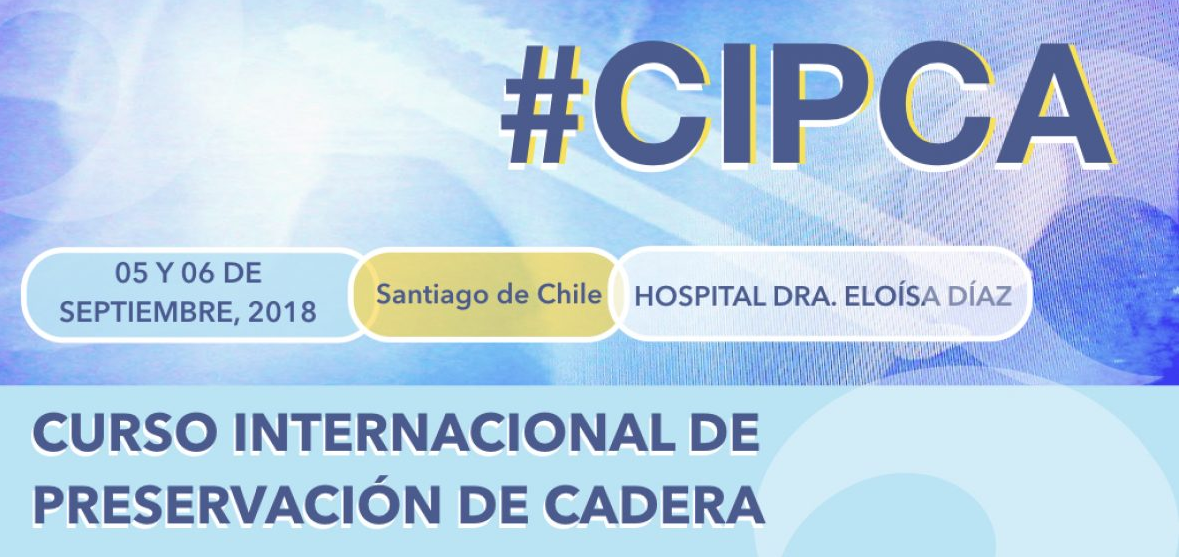 #CIPCA
05 Y 06 DE
SEPTIEMBRE, 2018
Santiago de Chile
HOSPITAL DRA. ELOÍSA DÍAZ
CURSO INTERNACIONAL DE
PRESERVACIÓN DE CADERA